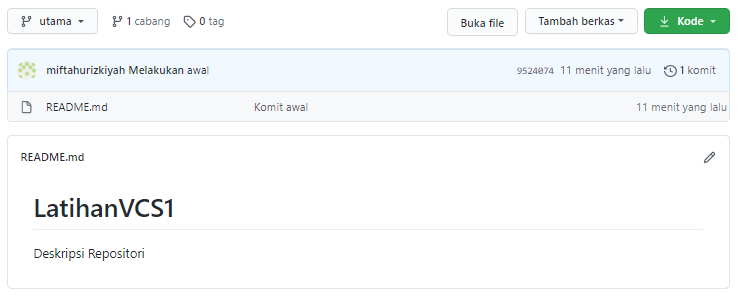 utama 1 cabang 0 tag Buka file Tambah berkas Kode
miftahurizkiyah Melakukan awal 9524074 11 menit yang lalu 1 komit
README.md Komit awal 11 menit yang lalu
README.md
LatihanVCS1
Deskripsi Repositori